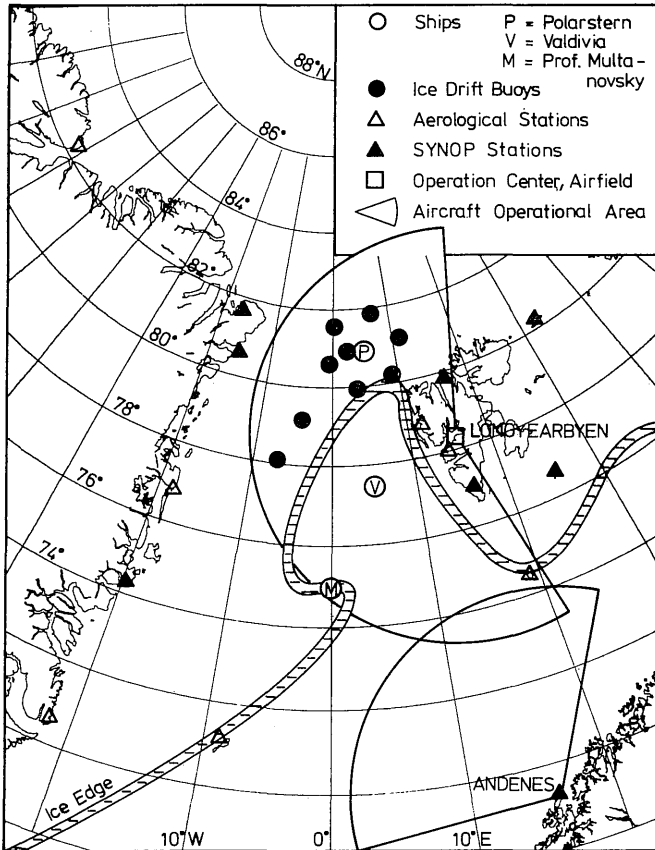 Ships P = Polarstern
V = Valdivia
M = Prof. Multa-
novsky
Ice Drift Buoys
Aerological Stations
SYNOP Stations
Operation Center, Airfield
Aircraft Operational Area
88°N
86°
84°
82°
80°
78°
76°
74°
P
LONGYEARBYEN
V
M
Ice Edge
ANDENES
10°W
0°
10°E